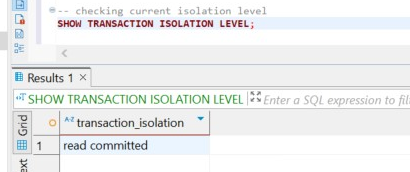 -- checking current isolation level
SHOW TRANSACTION ISOLATION LEVEL;
Results 1 ×
SHOW TRANSACTION ISOLATION LEVEL Enter a SQL expression to fil
Grid
A-Z transaction_isolation
1 read committed
Text